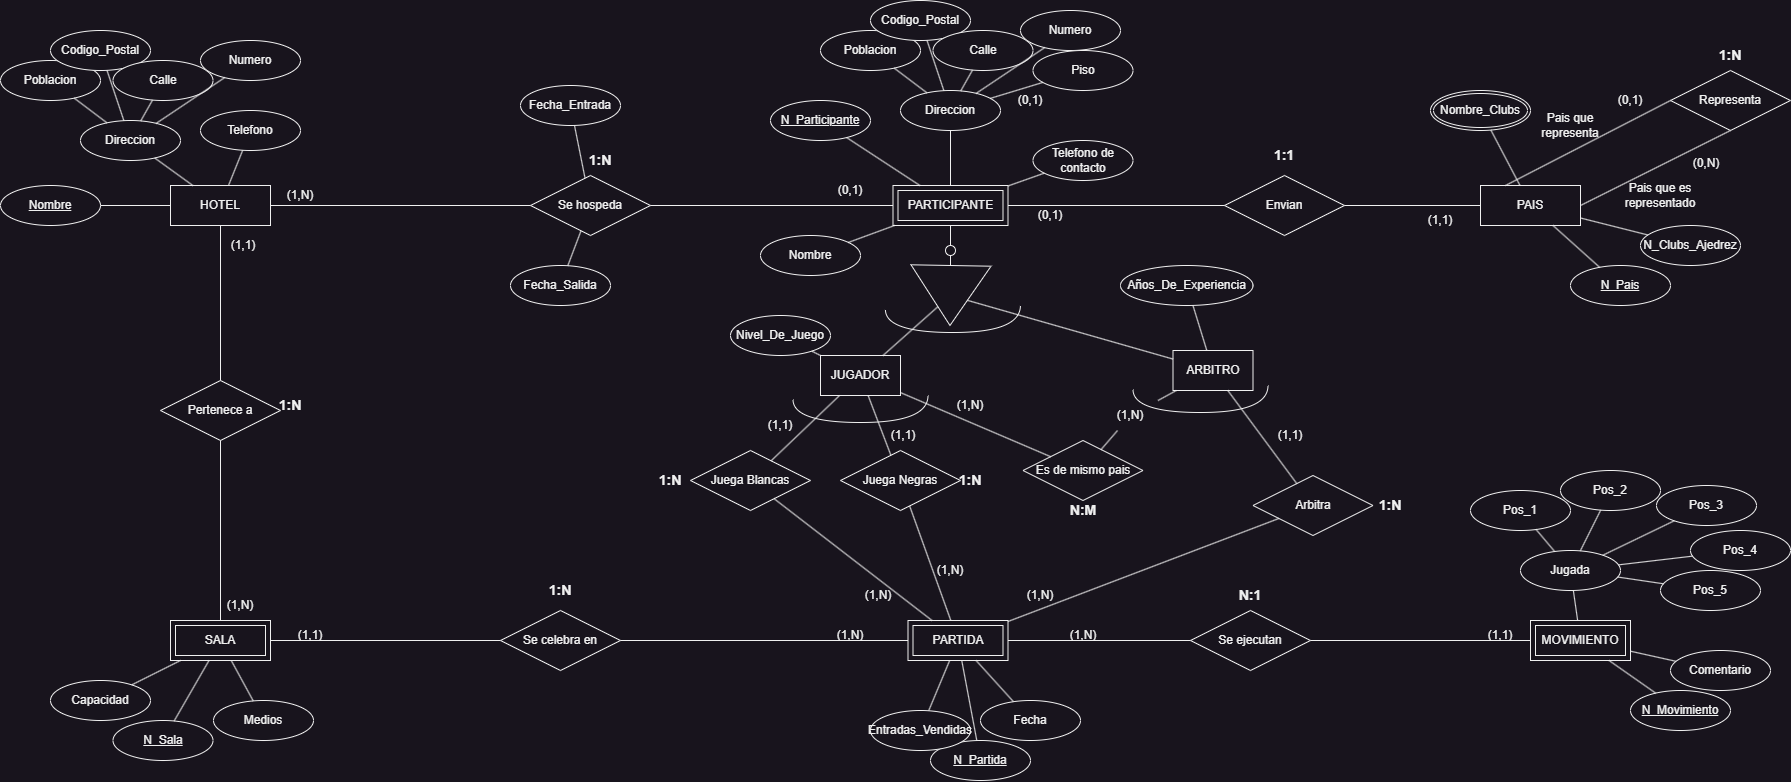 Codigo_Postal
Poblacion
Calle
Numero
Direccion
Telefono
Nombre
HOTEL
(1,N)
(1,1)
Fecha_Entrada
1:N
Se hospeda
Fecha_Salida
(0,1)
Codigo_Postal
Poblacion
Calle
Numero
Piso
(0,1)
Direccion
N_Participante
Telefono de
contacto
PARTICIPANTE
(0,1)
Nombre
1:1
Envian
(1,1)
Nombre_Clubs
Pais que
representa
(0,1)
1:N
Representa
(0,N)
Pais que es
representado
PAIS
N_Clubs_Ajedrez
N_Pais
Años_De_Experiencia
Nivel_De_Juego
JUGADOR
ARBITRO
Pertenece a
1:N
(1,1)
(1,1)
(1,N)
(1,N)
(1,1)
1:N
Juega Blancas
Juega Negras
1:N
Es de mismo pais
N:M
Arbitra
1:N
(1,N)
(1,N)
(1,N)
(1,N)
SALA
(1,1)
1:N
Se celebra en
(1,N)
PARTIDA
(1,N)
N:1
Se ejecutan
(1,1)
MOVIMIENTO
Pos_1
Pos_2
Pos_3
Pos_4
Pos_5
Jugada
Comentario
N_Movimiento
Capacidad
N_Sala
Medios
Entradas_Vendidas
Fecha
N_Partida